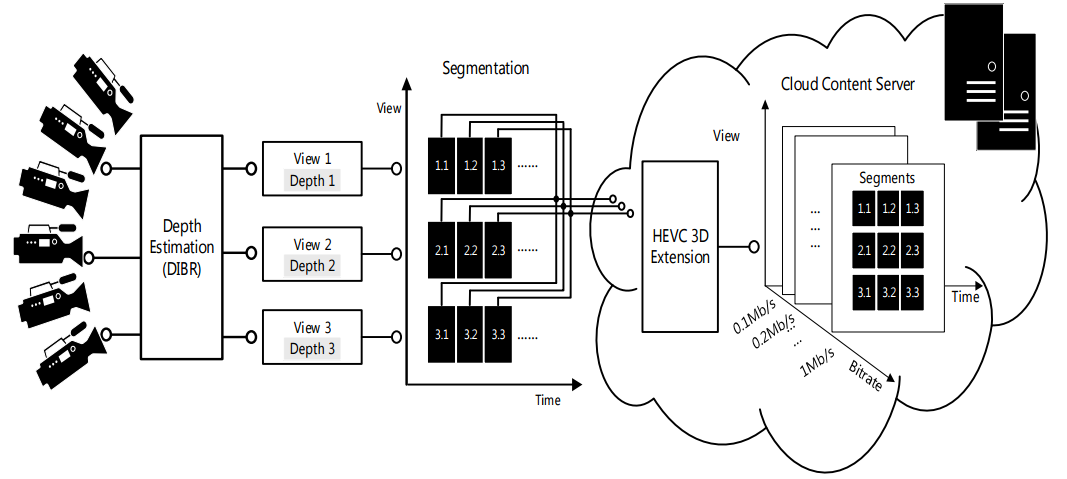 Segmentation
Cloud Content Server
View
View
View 1
Depth 1
1.1 1.2 1.3 ......
Segments
1.1 1.2 1.3
...
...
...
Depth
Estimation
(DIBR)
View 2
Depth 2
2.1 2.2 2.3 ......
HEVC 3D
Extension
2.1 2.2 2.3
3.1 3.2 3.3
Time
View 3
Depth 3
3.1 3.2 3.3 ......
0.1Mb/s
0.2Mb/s
...
...
1Mb/s
Bitrate
Time